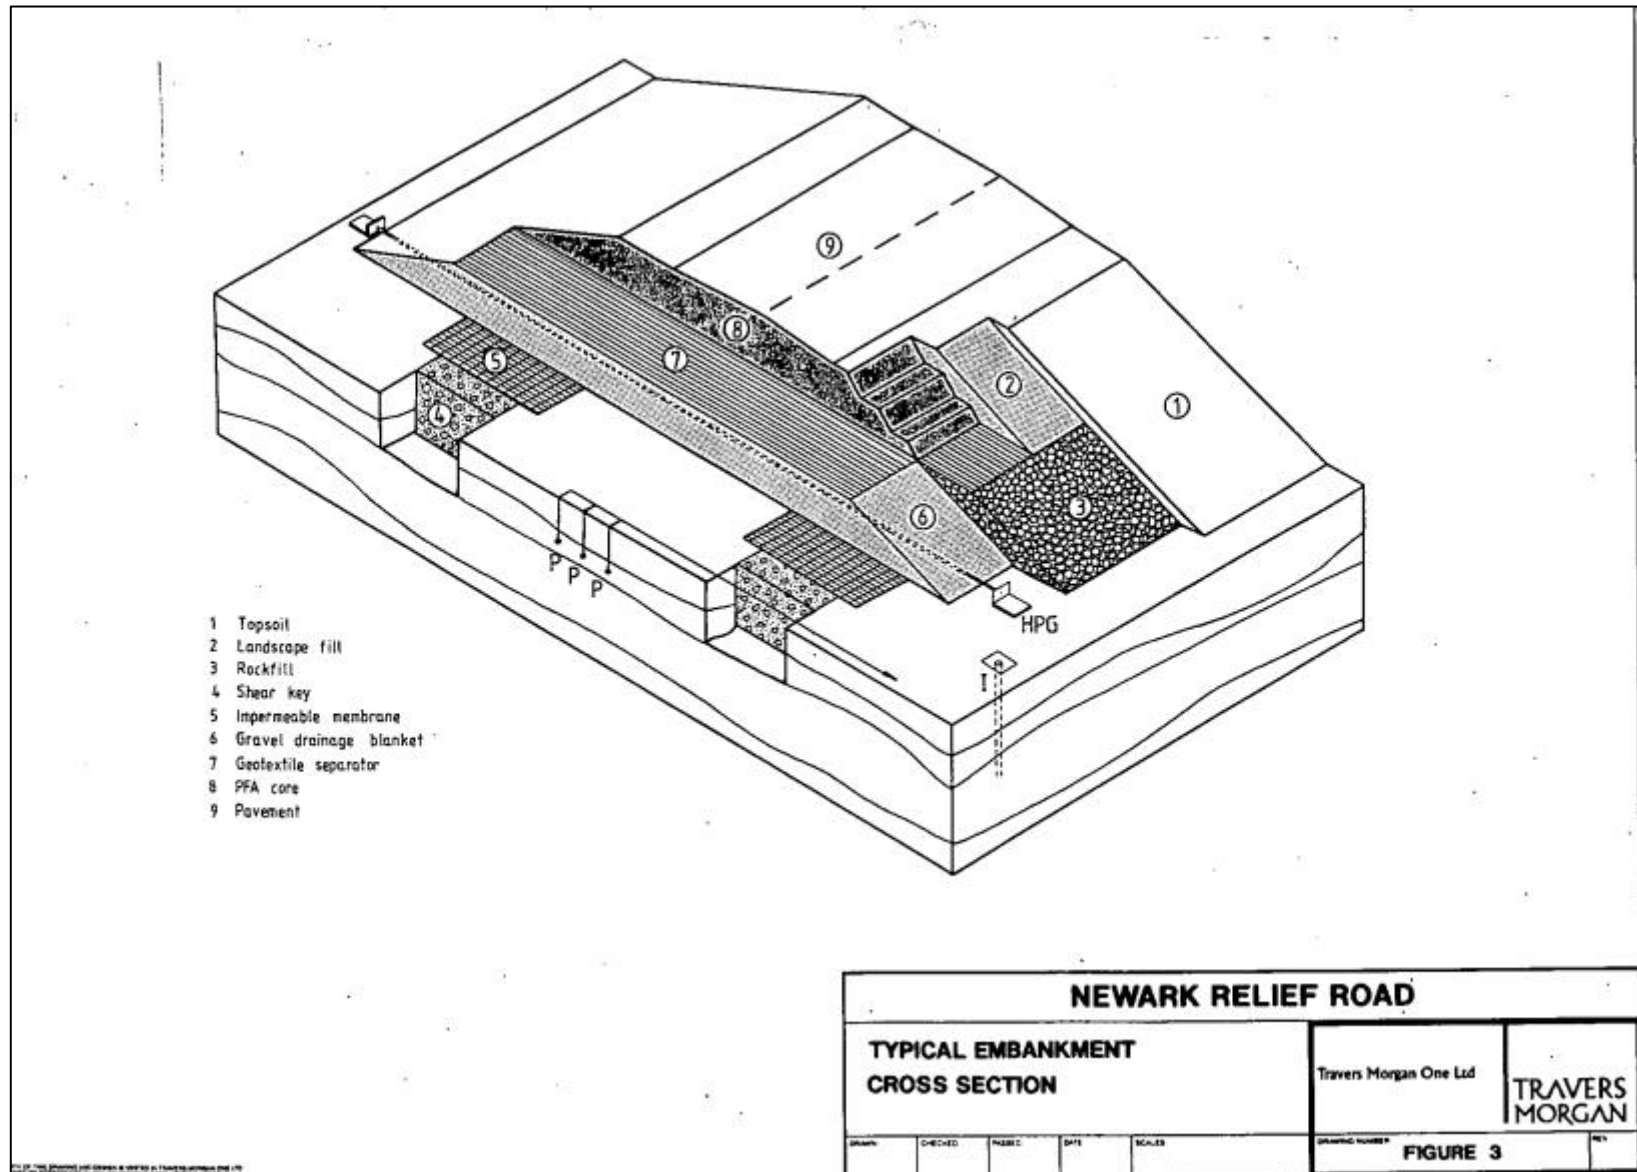 ⑨
⑧
⑦
⑤
④
②
①
③
⑥
P
P
P
HPG
I
1 Topsoil
2 Landscape fill
3 Rockfill
4 Shear key
5 Impermeable membrane
6 Gravel drainage blanket
7 Geotextile separator
8 PFA core
9 Pavement
NEWARK RELIEF ROAD
TYPICAL EMBANKMENT
CROSS SECTION
Travers Morgan One Ltd
TRAVERS
MORGAN
DRAWN CHECKED PASSED DATE SCALES
DRAWING NUMBER
FIGURE 3
REV